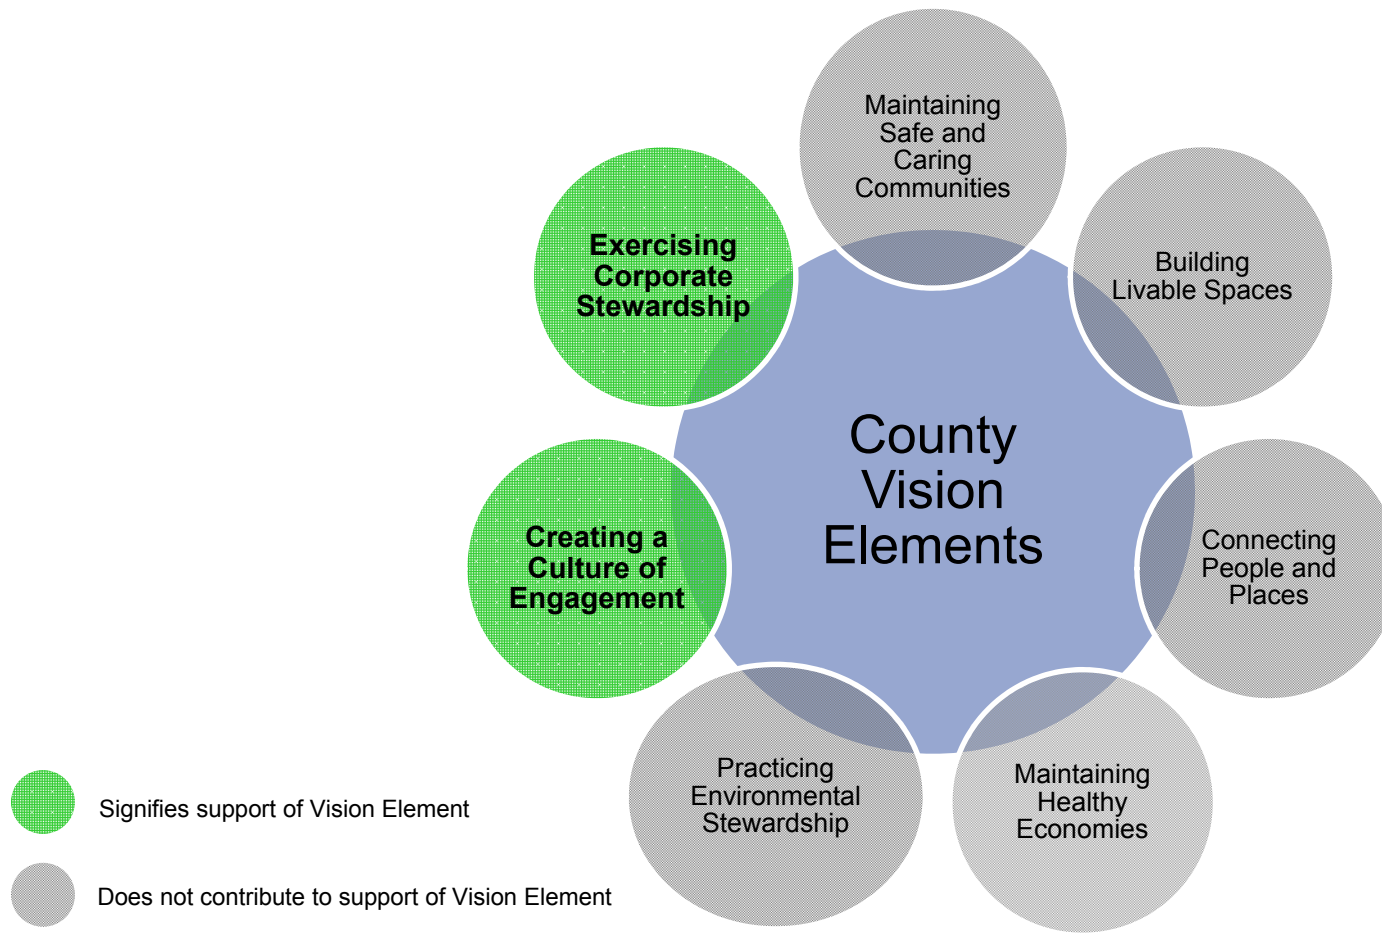 Maintaining
Safe and
Caring
Communities
Exercising
Corporate
Stewardship
Building
Livable Spaces
County
Vision
Elements
Creating a
Culture of
Engagement
Connecting
People and
Places
Practicing
Environmental
Stewardship
Maintaining
Healthy
Economies
Signifies support of Vision Element
Does not contribute to support of Vision Element